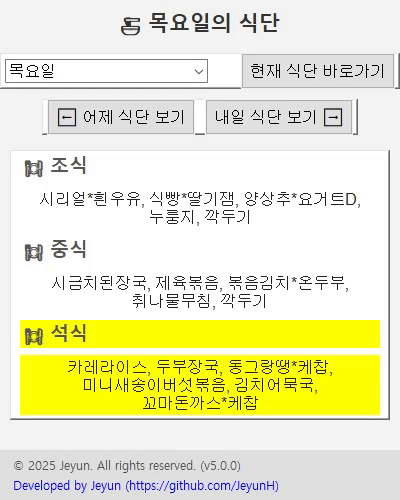 목요일의 식단
목요일
현재 식단 바로가기
← 어제 식단 보기
내일 식단 보기 →
조식
시리얼*흰우유, 식빵*딸기잼, 양상추*요거트D,
누룽지, 깍두기
중식
시금치된장국, 제육볶음, 볶음김치*온두부,
취나물무침, 깍두기
석식
카레라이스, 두부장국, 동그랑땡*케찹,
미니새송이버섯볶음, 김치어묵국,
꼬마돈까스*케찹
© 2025 Jeyun. All rights reserved. (v5.0.0)
Developed by Jeyun (https://github.com/JeyunH)